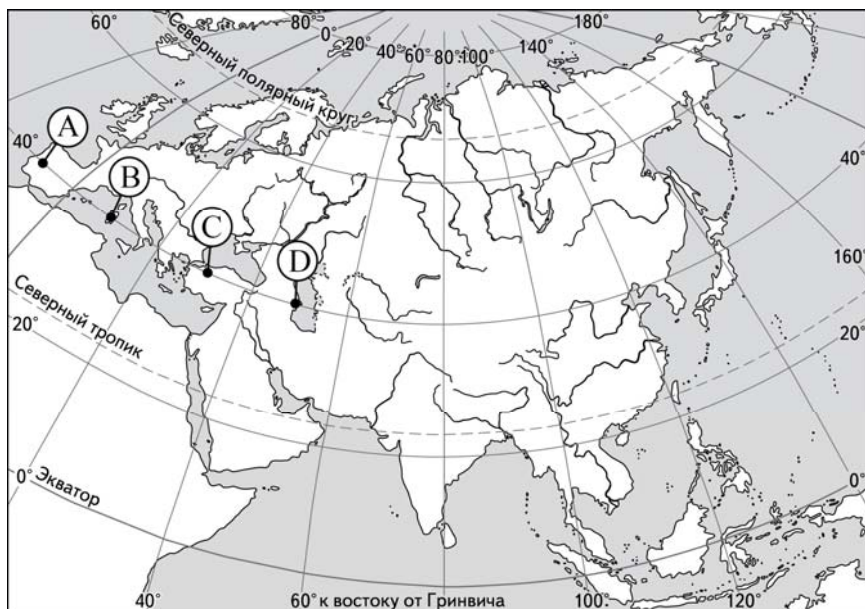 60° 80° 0° 20° 40° 60° 80° 100° 140° 180° 180°
Северный полярный круг
A
40°
B
40°
C
D
160°
Северный тропик
20°
20°
0°
Экватор
0°
40° 60° к востоку от Гринвича 100° 120°